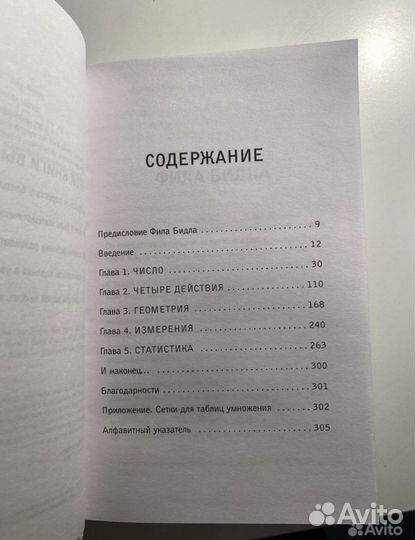 СОДЕРЖАНИЕ
Предисловие Фила Бидла .......................... 9
Введение ........................................ 12
Глава 1. ЧИСЛО .................................. 30
Глава 2. ЧЕТЫРЕ ДЕЙСТВИЯ ........................ 110
Глава 3. ГЕОМЕТРИЯ .............................. 168
Глава 4. ИЗМЕРЕНИЯ .............................. 240
Глава 5. СТАТИСТИКА ............................. 263
И наконец... .................................... 300
Благодарности ................................... 301
Приложение. Сетки для таблиц умножения .......... 302
Алфавитный указатель ............................ 305
Avito
Avito